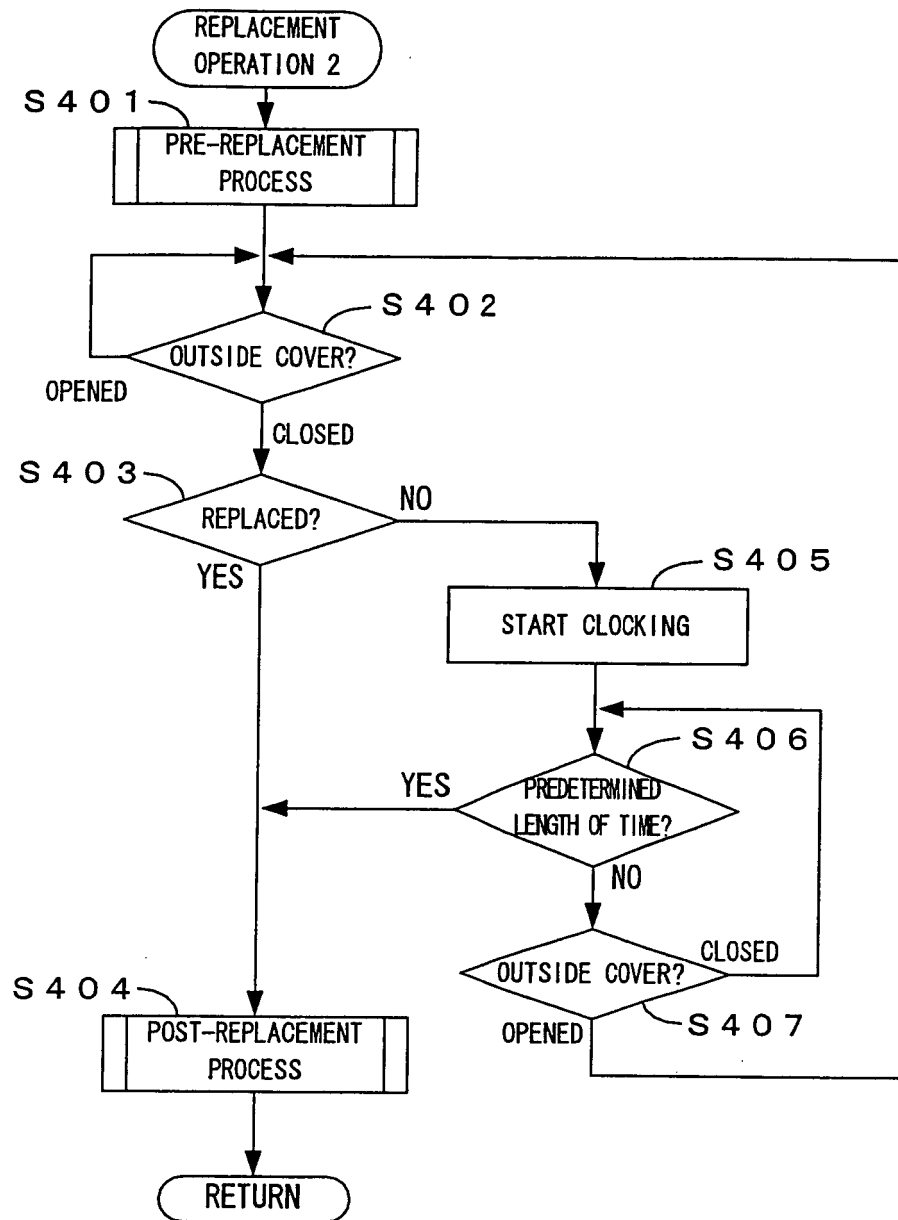 REPLACEMENT
OPERATION 2
S401
PRE-REPLACEMENT
PROCESS
S402
OUTSIDE COVER?
OPENED
CLOSED
S403
REPLACED?
NO
YES
S405
START CLOCKING
S406
YES
PREDETERMINED
LENGTH OF TIME?
NO
OUTSIDE COVER?
CLOSED
S407
OPENED
S404
POST-REPLACEMENT
PROCESS
RETURN